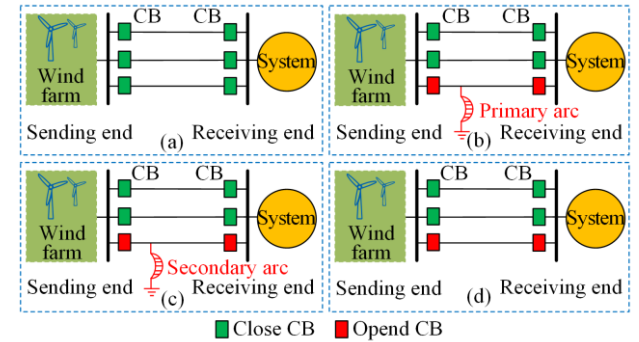 CB CB
Wind farm
System
Sending end (a) Receiving end
CB CB
Wind farm
System
Primary arc
Sending end (b) Receiving end
CB CB
Wind farm
System
Secondary arc
Sending end (c) Receiving end
CB CB
Wind farm
System
Sending end (d) Receiving end
Close CB Opend CB